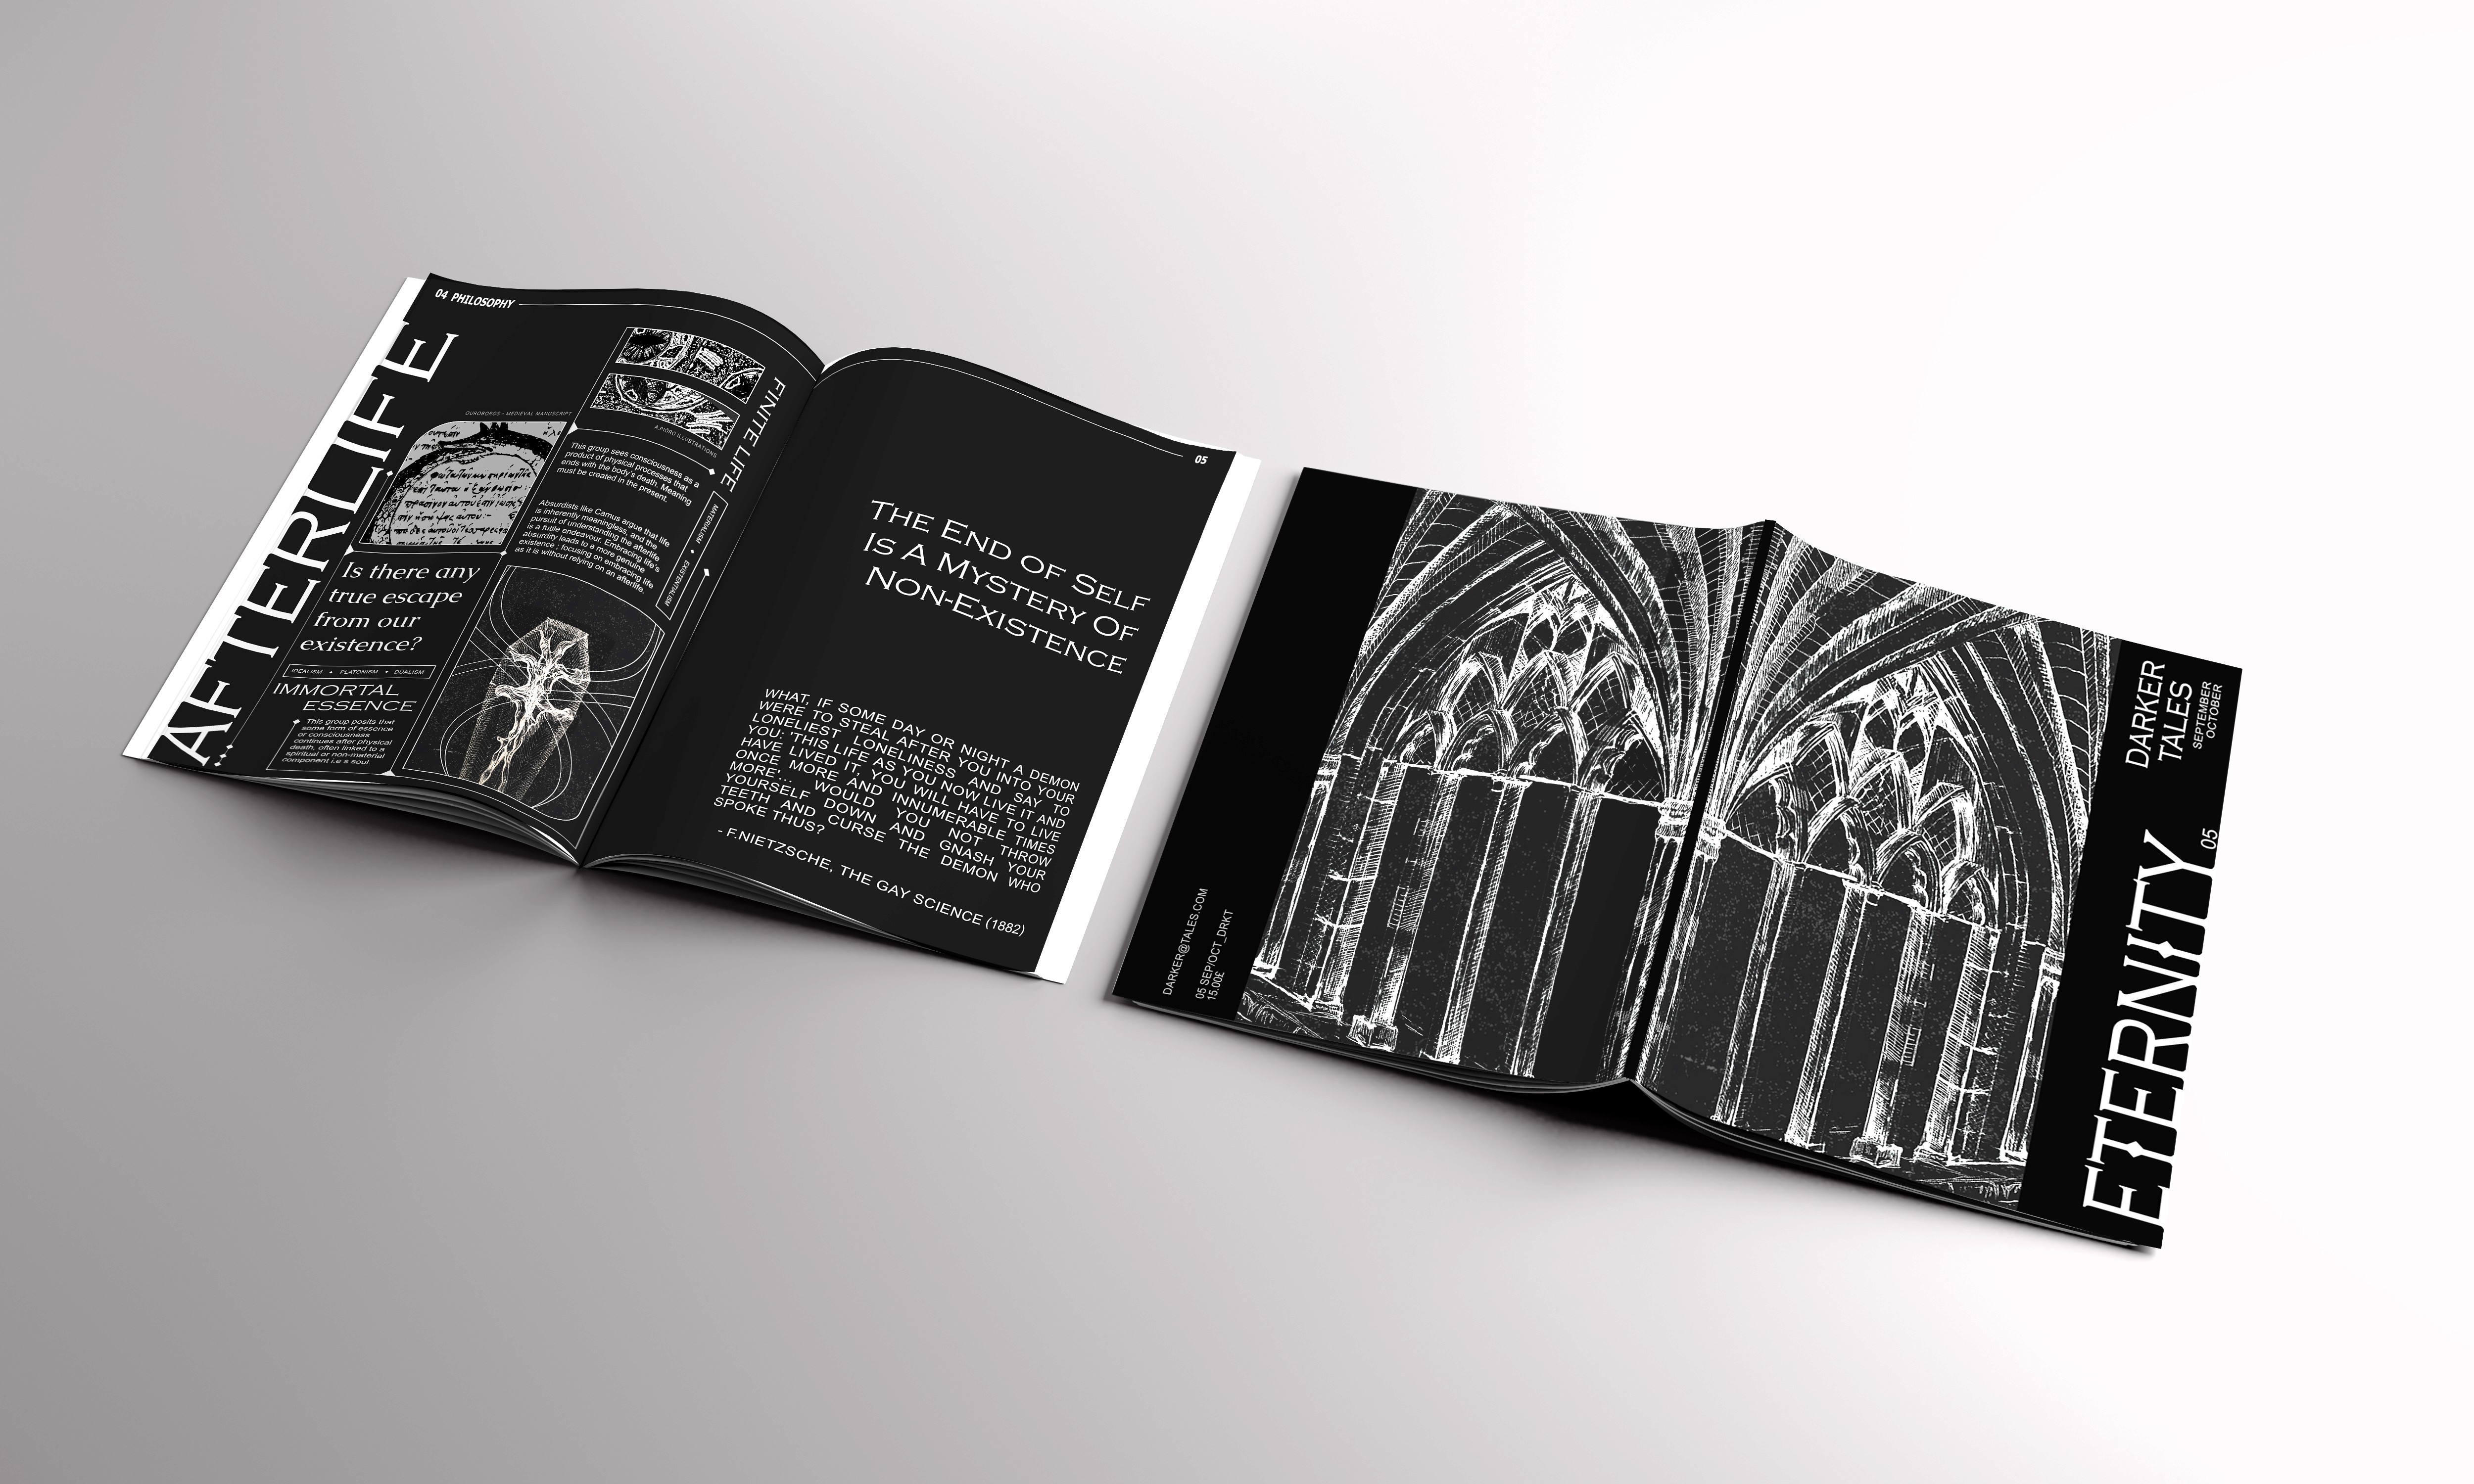 04 PHILOSOPHY
AFTERLIFE
OUROBOROS - MEDIEVAL MANUSCRIPT
Is there any
true escape
from our
existence?
IDEALISM PLATONISM DUALISM
IMMORTAL
ESSENCE
This group posits that
some form of essence
or consciousness
continues after physical
death, often linked to a
spiritual or non-material
component i.e s soul.
A.PIÓRO ILLUSTRATIONS
FINITE LIFE
This group sees consciousness as a
product of physical processes that
ends with the body's death. Meaning
must be created in the present.
MATERIALISM EXISTENTIALISM
Absurdists like Camus argue that life
is inherently meaningless, and the
pursuit of understanding the afterlife
is a futile endeavour. Embracing life's
absurdity leads to a more genuine
existence - focusing on embracing life
as it is without relying on an afterlife.
05
THE END OF SELF
IS A MYSTERY OF
NON-EXISTENCE
WHAT, IF SOME DAY OR NIGHT A DEMON
WERE TO STEAL AFTER YOU INTO YOUR
LONELIEST LONELINESS AND SAY TO
YOU: 'THIS LIFE AS YOU NOW LIVE IT AND
HAVE LIVED IT, YOU WILL HAVE TO LIVE
ONCE MORE AND INNUMERABLE TIMES
MORE'... WOULD YOU NOT THROW
YOURSELF DOWN AND GNASH YOUR
TEETH AND CURSE THE DEMON WHO
SPOKE THUS?
- F.NIETZSCHE, THE GAY SCIENCE (1882)
DARKER@TALES.COM
05 SEP/OCT_DRKT
15.00£
DARKER
TALES
SEPTEMBER
OCTOBER
ETERNITY
05